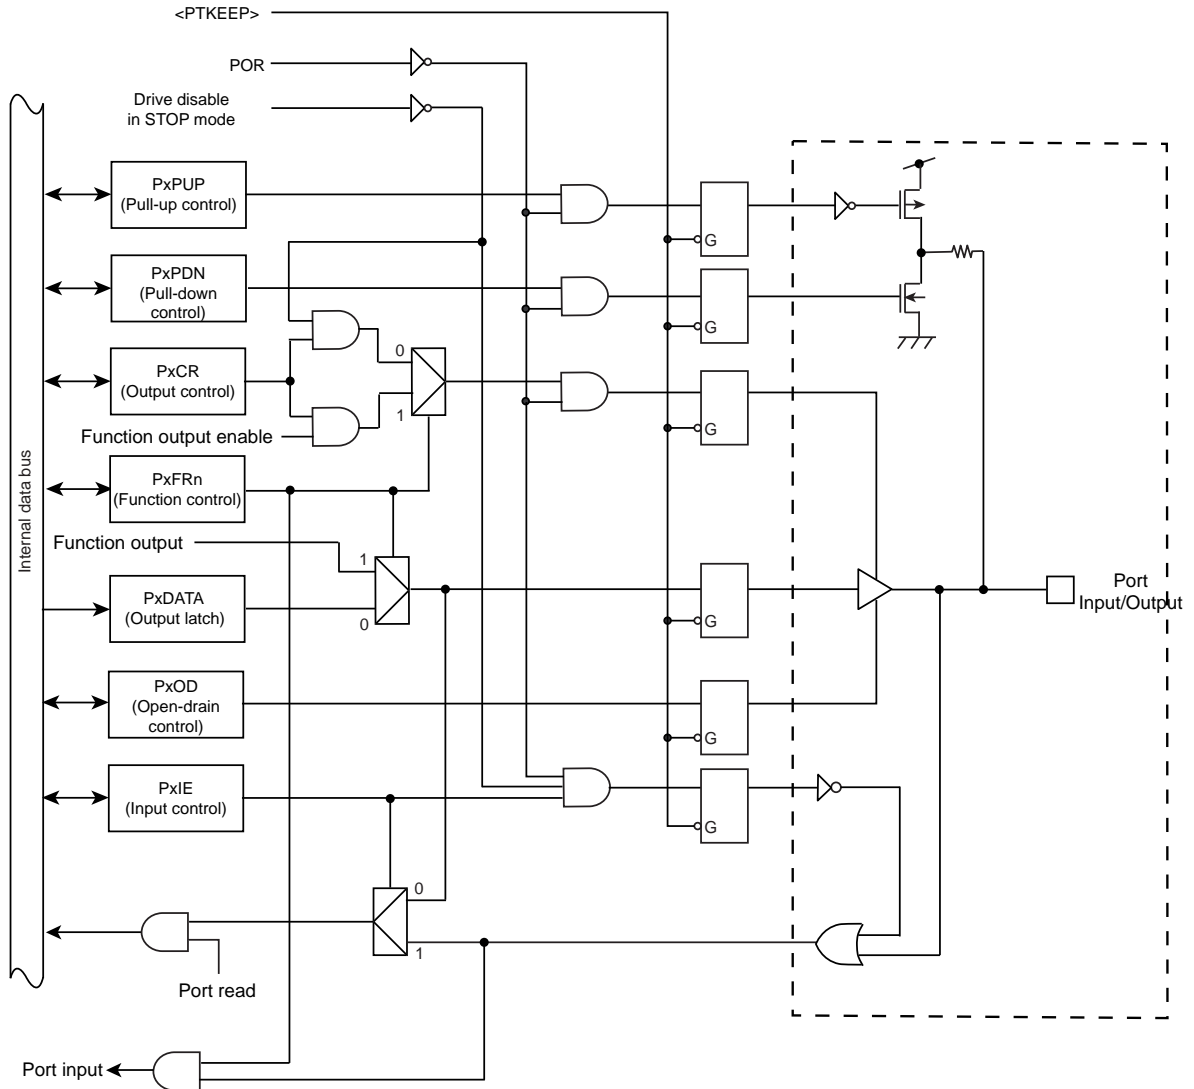 <PTKEEP>
POR
Drive disable
in STOP mode
PxPUP
(Pull-up control)
G
PxPDN
(Pull-down
control)
G
PxCR
(Output control)
0
1
G
Function output enable
Internal data bus
PxFRn
(Function control)
Function output
1
0
PxDATA
(Output latch)
G
Port
Input/Output
PxOD
(Open-drain
control)
G
PxIE
(Input control)
G
0
1
Port read
Port input